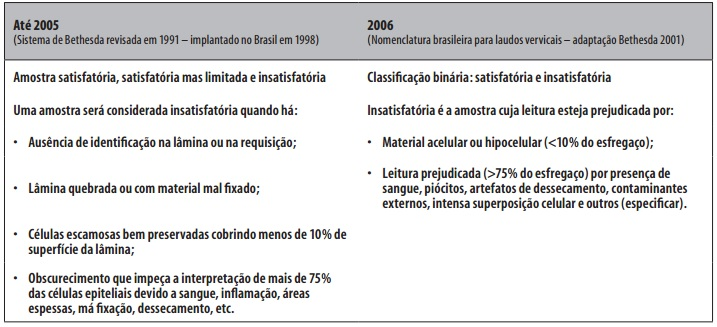 Até 2005
(Sistema de Bethesda revisada em 1991 – implantado no Brasil em 1998)
Amostra satisfatória, satisfatória mas limitada e insatisfatória
Uma amostra será considerada insatisfatória quando há:
• Ausência de identificação na lâmina ou na requisição;
• Lâmina quebrada ou com material mal fixado;
• Células escamosas bem preservadas cobrindo menos de 10% de
superfície da lâmina;
• Obscurecimento que impeça a interpretação de mais de 75%
das células epiteliais devido a sangue, inflamação, áreas
espessas, má fixação, dessecamento, etc.
2006
(Nomenclatura brasileira para laudos vervicais – adaptação Bethesda 2001)
Classificação binária: satisfatória e insatisfatória
Insatisfatória é a amostra cuja leitura esteja prejudicada por:
• Material acelular ou hipocelular (<10% do esfregaço);
• Leitura prejudicada (>75% do esfregaço) por presença de
sangue, piócitos, artefatos de dessecamento, contaminantes
externos, intensa superposição celular e outros (especificar).